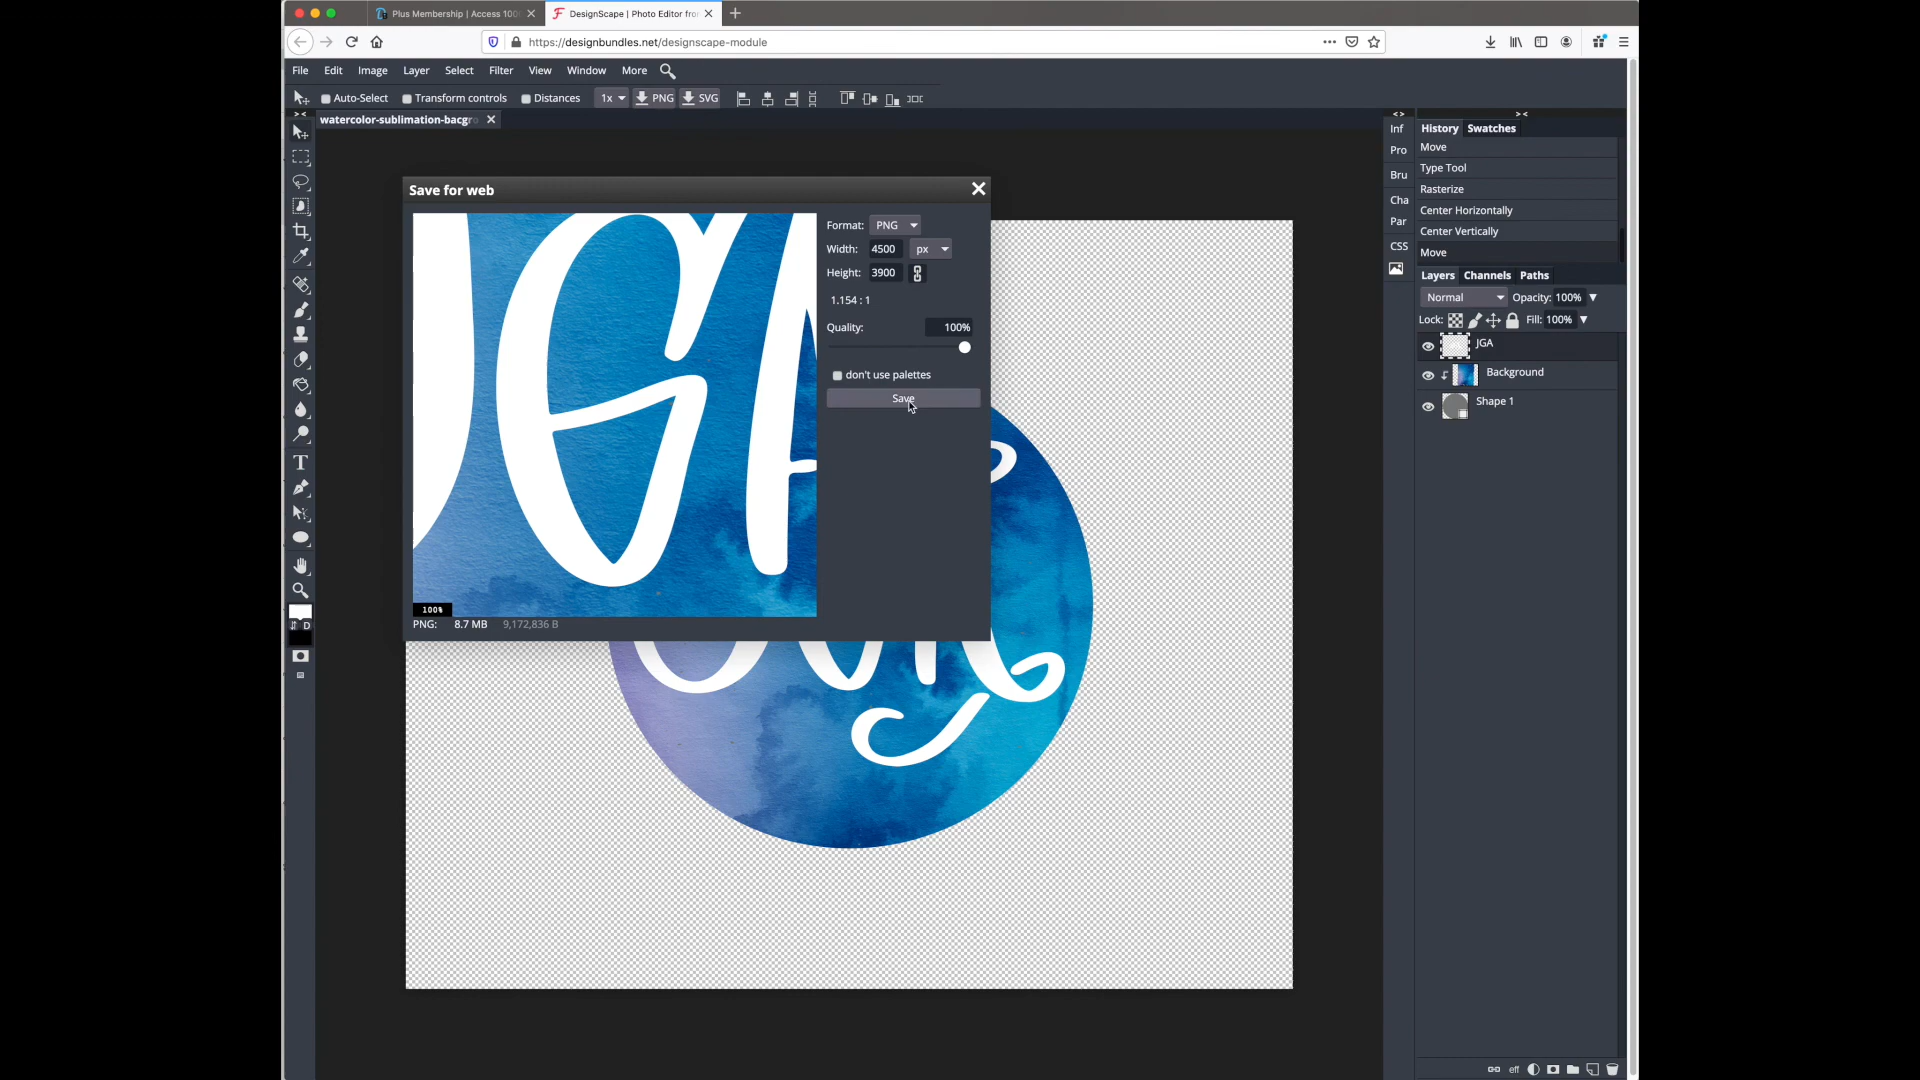 Plus Membership | Access 100
DesignScape | Photo Editor fro
https://designbundles.net/designscape-module
File Edit Image Layer Select Filter View Window More
Auto-Select Transform controls Distances 1x PNG SVG
watercolor-sublimation-bacgr
Save for web
Format: PNG
Width: 4500 px
Height: 3900
1.154 : 1
Quality: 100%
don't use palettes
Save
GA
100%
PNG: 8.7 MB 9,172,836 B
D
T
Inf
Pro
Bru
Cha
Par
CSS
History Swatches
Move
Type Tool
Rasterize
Center Horizontally
Center Vertically
Move
Layers Channels Paths
Normal Opacity: 100%
Lock: Fill: 100%
JGA
Background
Shape 1
eff